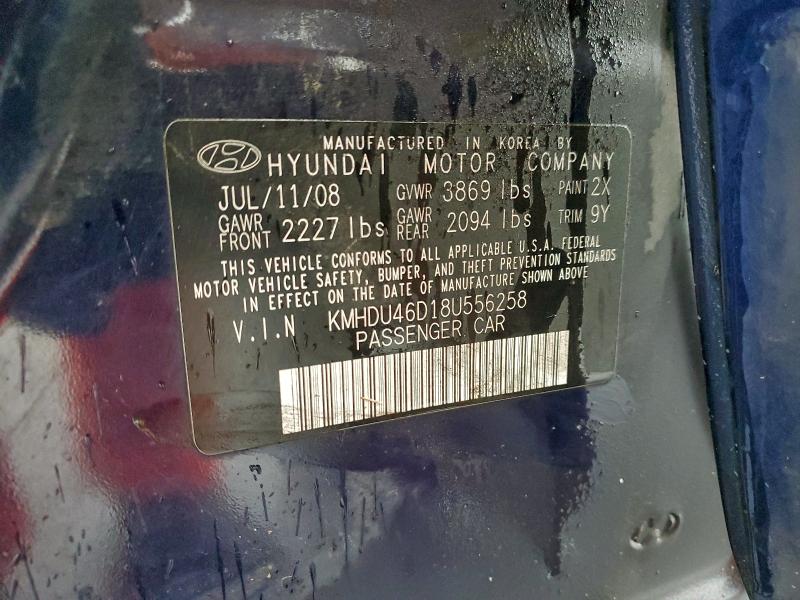 MANUFACTURED IN KOREA BY
HYUNDAI MOTOR COMPANY
JUL/11/08 GVWR 3869 lbs PAINT 2X
GAWR FRONT 2227 lbs GAWR REAR 2094 lbs TRIM 9Y
THIS VEHICLE CONFORMS TO ALL APPLICABLE U.S.A. FEDERAL
MOTOR VEHICLE SAFETY, BUMPER, AND THEFT PREVENTION STANDARDS
IN EFFECT ON THE DATE OF MANUFACTURE SHOWN ABOVE
V.I.N KMHDU46D18U556258
PASSENGER CAR